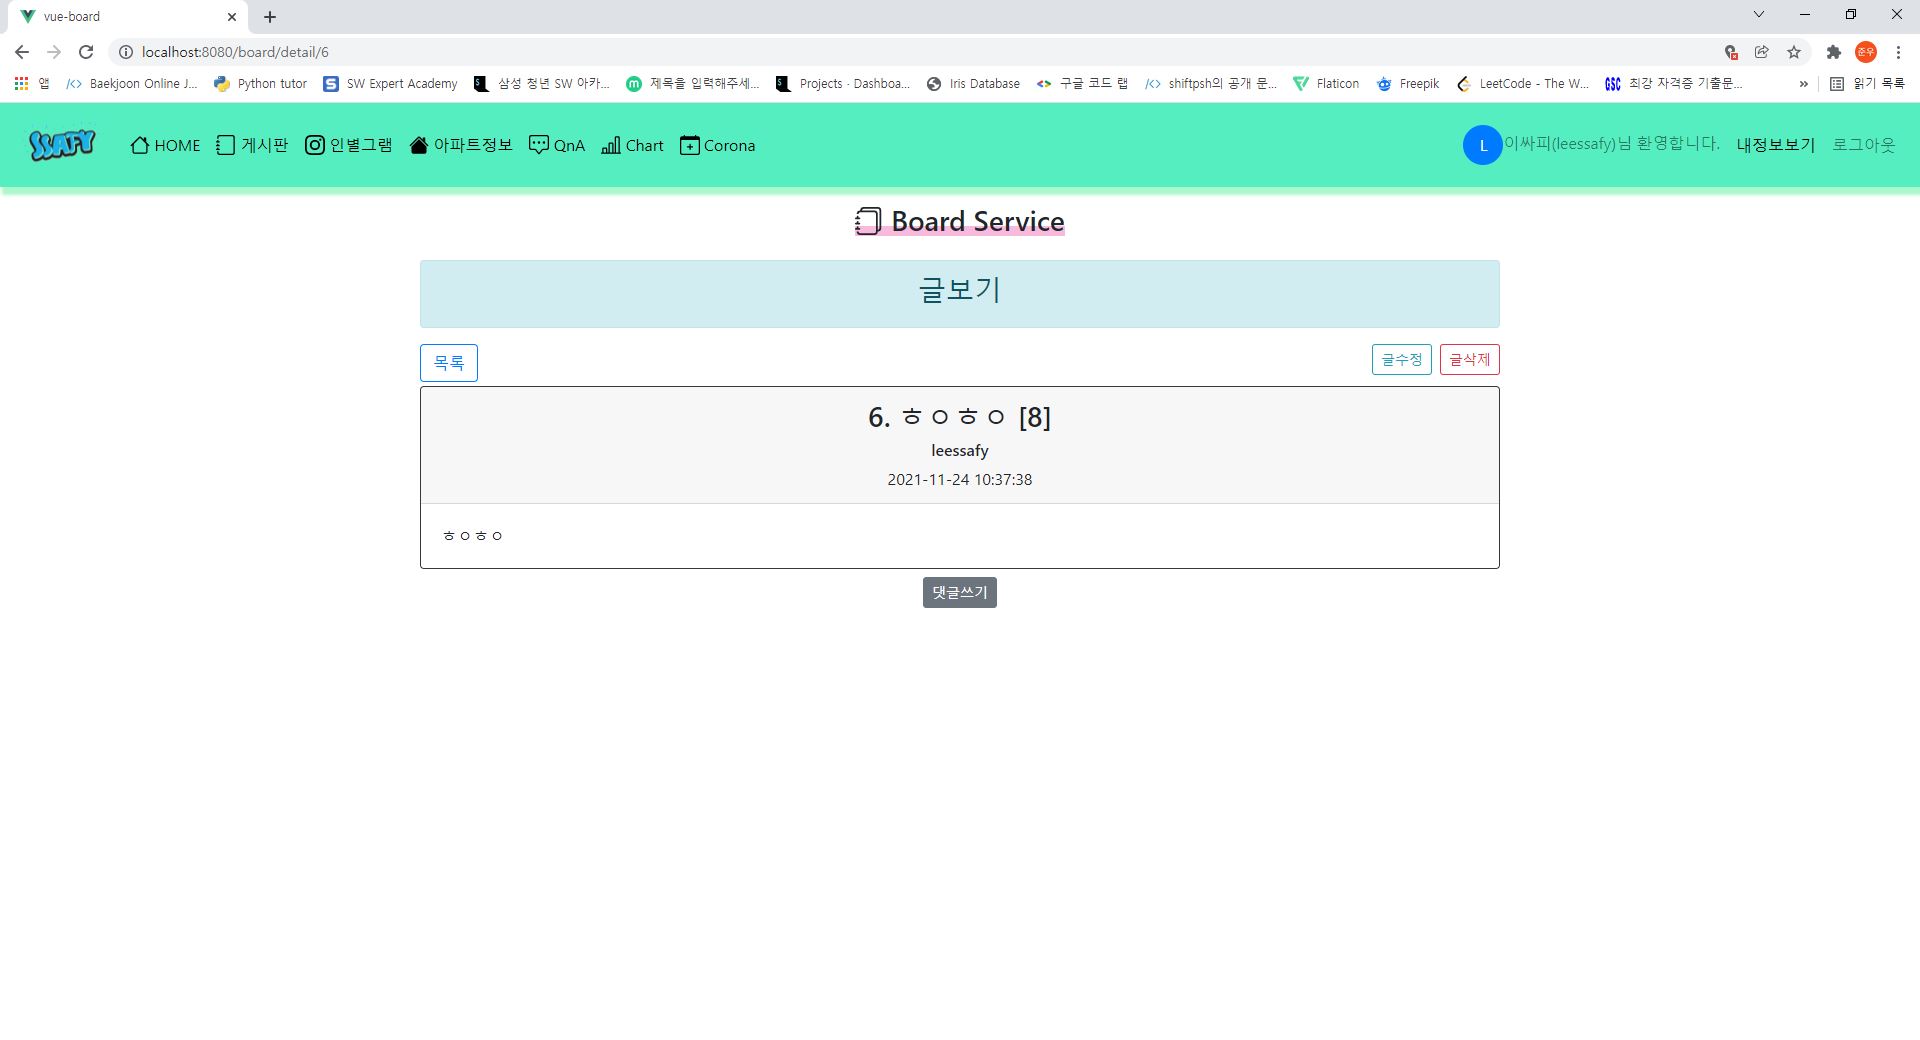 vue-board
localhost:8080/board/detail/6
준우
앱
Baekjoon Online J...
Python tutor
SW Expert Academy
삼성 청년 SW 아카...
제목을 입력해주세...
Projects · Dashboa...
Iris Database
구글 코드 랩
shiftpsh의 공개 문...
Flaticon
Freepik
LeetCode - The W...
GSC 최강 자격증 기출문...
»
읽기 목록
SSAFY
HOME
게시판
인별그램
아파트정보
QnA
Chart
Corona
L
이싸피(leessafy)님 환영합니다.
내정보보기
로그아웃
Board Service
글보기
목록
글수정
글삭제
6. ㅎㅇㅎㅇ [8]
leessafy
2021-11-24 10:37:38
ㅎㅇㅎㅇ
댓글쓰기